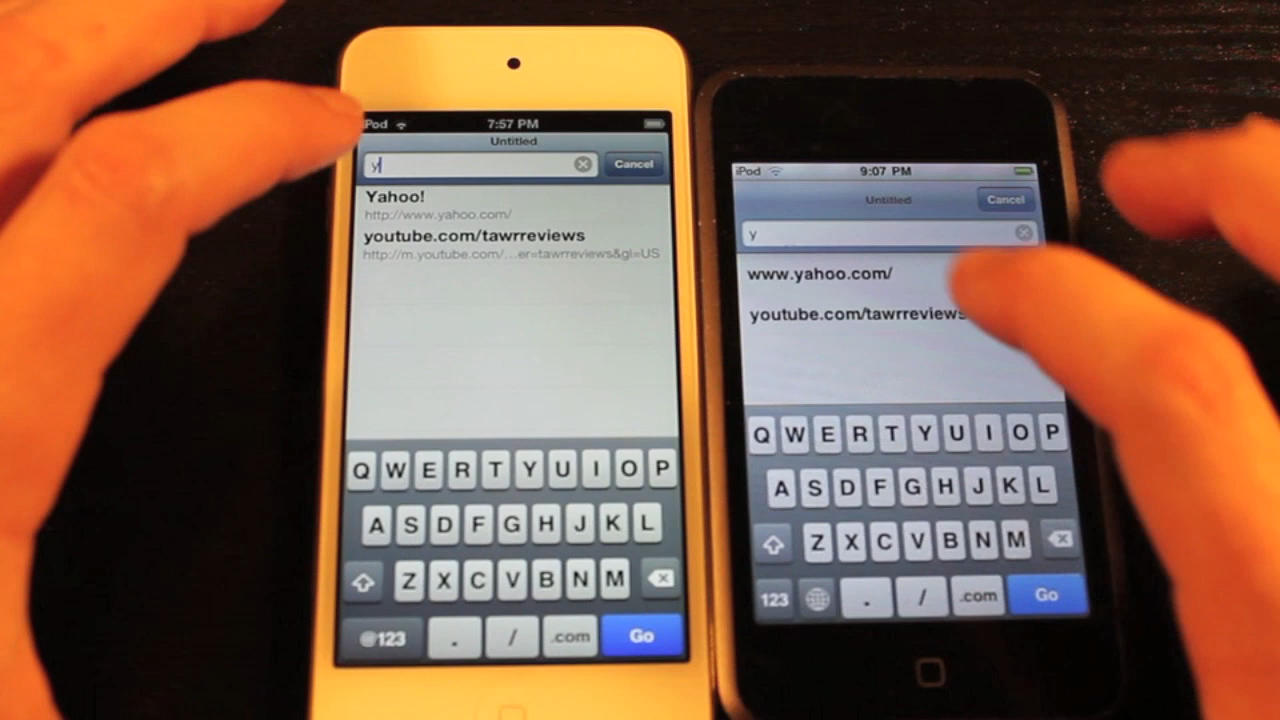 iPod 7:57 PM
Untitled
y Cancel
Yahoo!
http://www.yahoo.com/
youtube.com/tawrreviews
http://m.youtube.com/...er=tawrreviews&gl=US
Q W E R T Y U I O P
A S D F G H J K L
Z X C V B N M
@123 . / .com Go
iPod 9:07 PM
Untitled Cancel
y
www.yahoo.com/
youtube.com/tawrreviews
Q W E R T Y U I O P
A S D F G H J K L
Z X C V B N M
123 . / .com Go